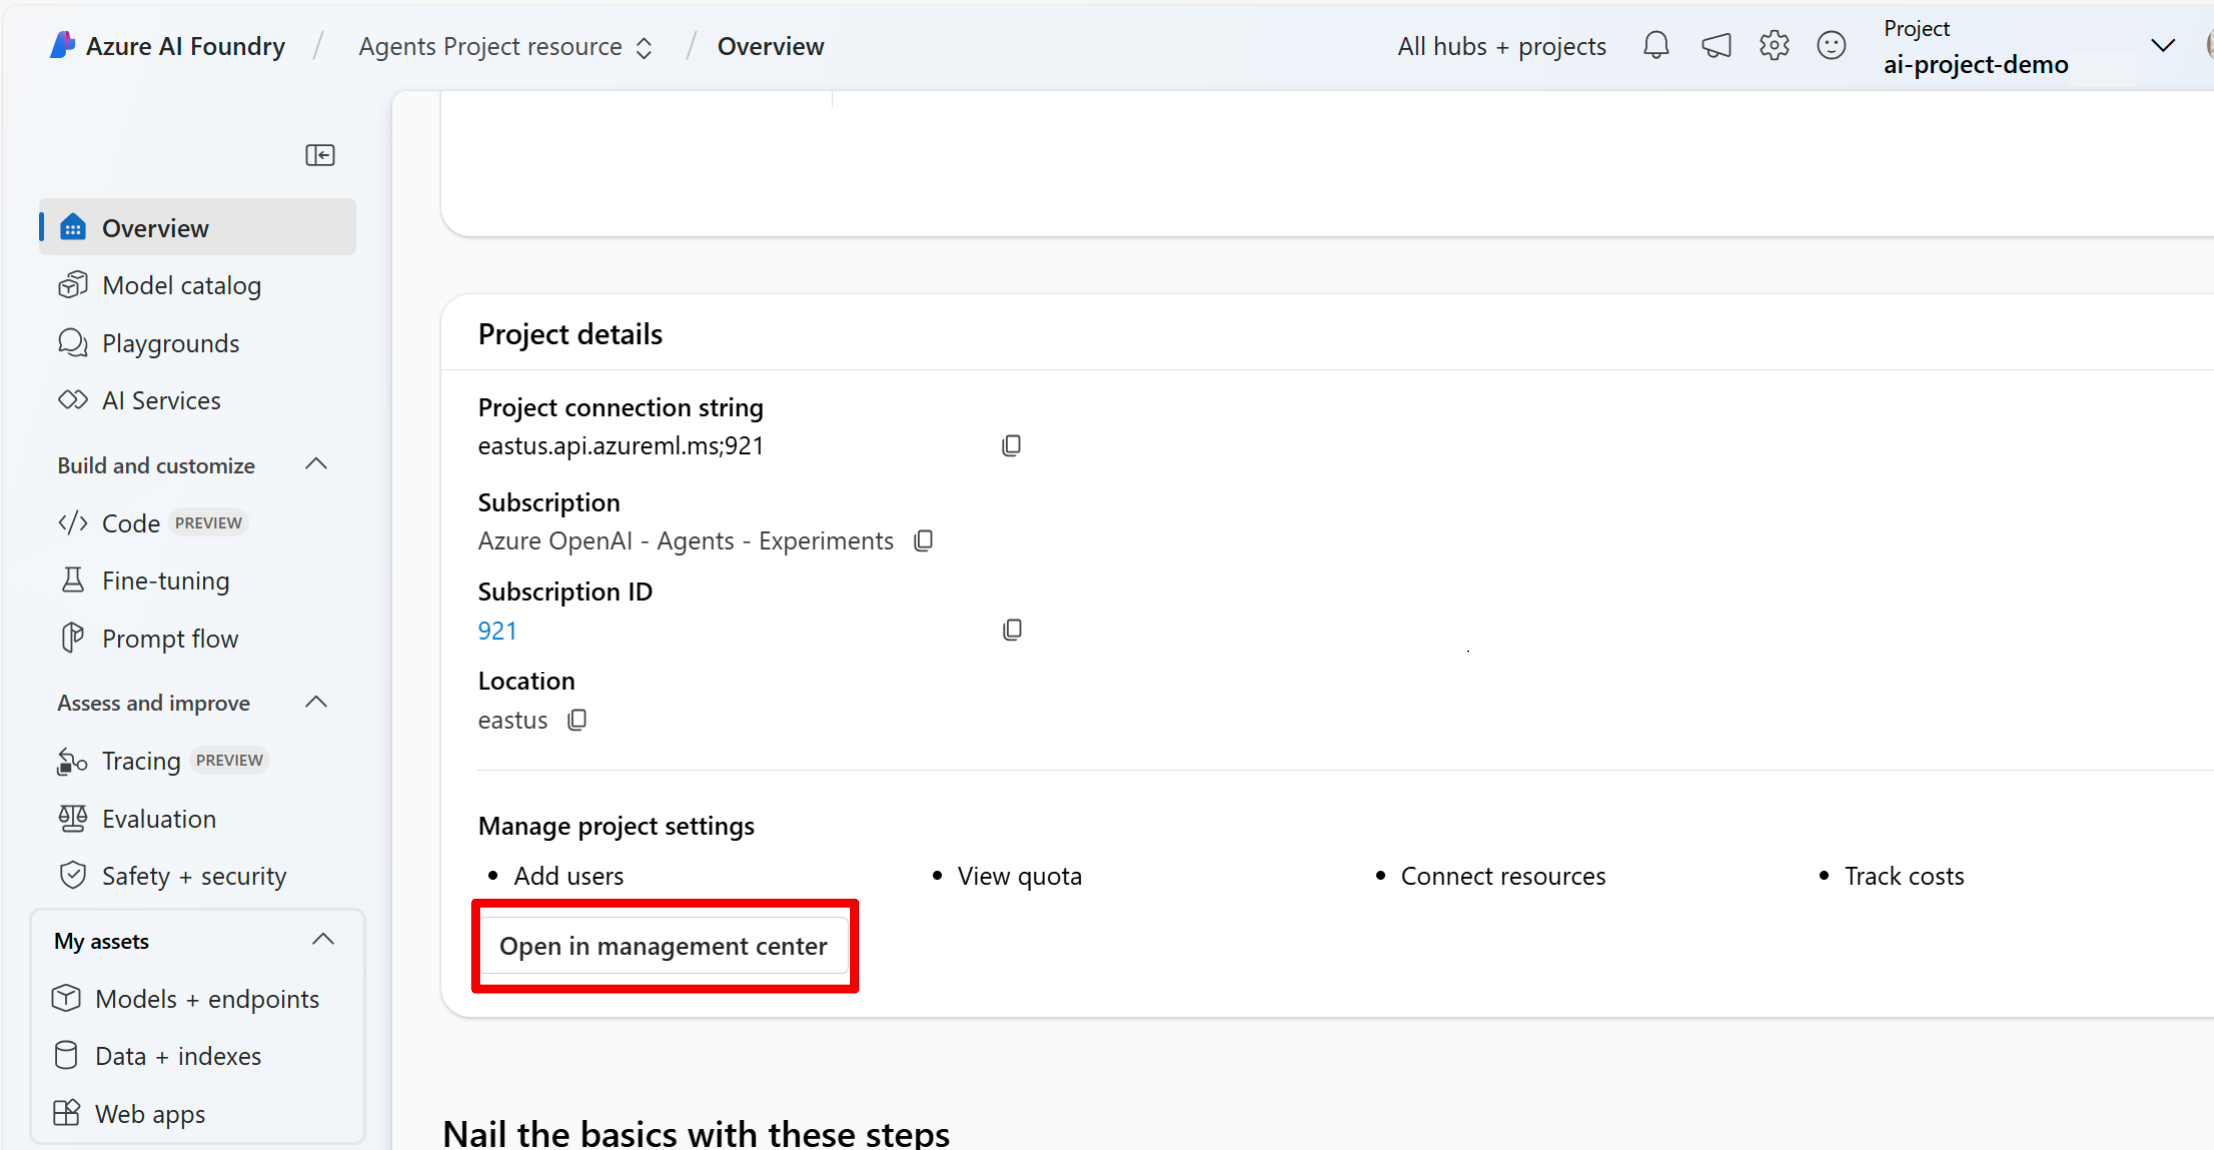 Azure AI Foundry / Agents Project resource / Overview
All hubs + projects
Project
ai-project-demo
Overview
Model catalog
Playgrounds
AI Services
Build and customize
Code PREVIEW
Fine-tuning
Prompt flow
Assess and improve
Tracing PREVIEW
Evaluation
Safety + security
My assets
Models + endpoints
Data + indexes
Web apps
Project details
Project connection string
eastus.api.azureml.ms;921
Subscription
Azure OpenAI - Agents - Experiments
Subscription ID
921
Location
eastus
Manage project settings
• Add users • View quota • Connect resources • Track costs
Open in management center
Nail the basics with these steps